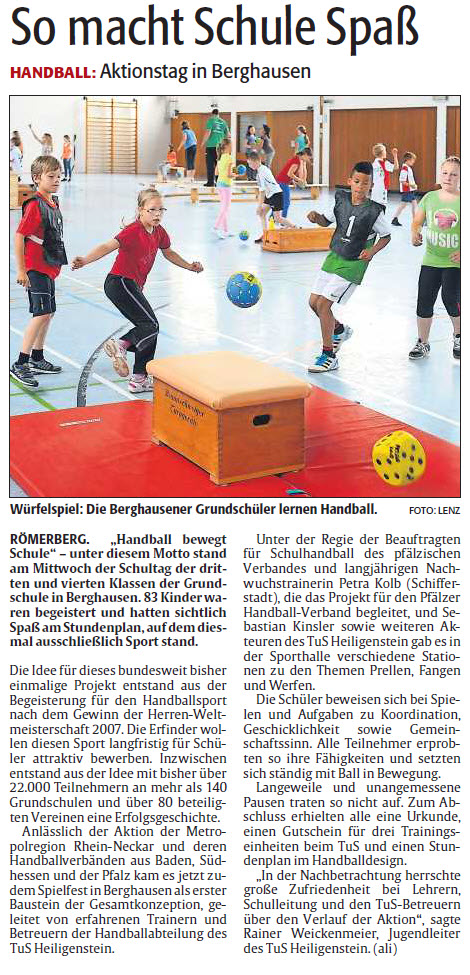 So macht Schule Spaß
HANDBALL: Aktionstag in Berghausen
1
I
MUSIC
Braunschweiger
Turngeräte
Würfelspiel: Die Berghausener Grundschüler lernen Handball.
FOTO: LENZ
RÖMERBERG. „Handball bewegt
Schule“ – unter diesem Motto stand
am Mittwoch der Schultag der drit-
ten und vierten Klassen der Grund-
schule in Berghausen. 83 Kinder wa-
ren begeistert und hatten sichtlich
Spaß am Stundenplan, auf dem dies-
mal ausschließlich Sport stand.
Die Idee für dieses bundesweit bisher
einmalige Projekt entstand aus der
Begeisterung für den Handballsport
nach dem Gewinn der Herren-Welt-
meisterschaft 2007. Die Erfinder wol-
len diesen Sport langfristig für Schü-
ler attraktiv bewerben. Inzwischen
entstand aus der Idee mit bisher über
22.000 Teilnehmern an mehr als 140
Grundschulen und über 80 beteilig-
ten Vereinen eine Erfolgsgeschichte.
Anlässlich der Aktion der Metro-
polregion Rhein-Neckar und deren
Handballverbänden aus Baden, Süd-
hessen und der Pfalz kam es jetzt zu-
dem Spielfest in Berghausen als erster
Baustein der Gesamtkonzeption, ge-
leitet von erfahrenen Trainern und
Betreuern der Handballabteilung des
TuS Heiligenstein.
Unter der Regie der Beauftragten
für Schulhandball des pfälzischen
Verbandes und langjährigen Nach-
wuchstrainerin Petra Kolb (Schiffer-
stadt), die das Projekt für den Pfälzer
Handball-Verband begleitet, und Se-
bastian Kinsler sowie weiteren Ak-
teuren des TuS Heiligenstein gab es in
der Sporthalle verschiedene Statio-
nen zu den Themen Prellen, Fangen
und Werfen.
Die Schüler beweisen sich bei Spie-
len und Aufgaben zu Koordination,
Geschicklichkeit sowie Gemein-
schaftssinn. Alle Teilnehmer erprob-
ten so ihre Fähigkeiten und setzten
sich ständig mit Ball in Bewegung.
Langeweile und unangemessene
Pausen traten so nicht auf. Zum Ab-
schluss erhielten alle eine Urkunde,
einen Gutschein für drei Trainings-
einheiten beim TuS und einen Stun-
denplan im Handballdesign.
„In der Nachbetrachtung herrschte
große Zufriedenheit bei Lehrern,
Schulleitung und den TuS-Betreuern
über den Verlauf der Aktion“, sagte
Rainer Weickenmeier, Jugendleiter
des TuS Heiligenstein. (ali)